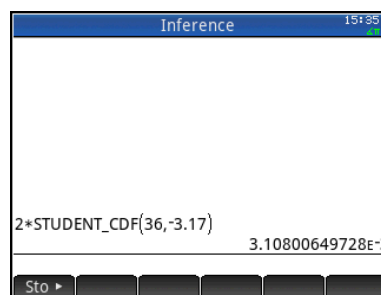 Inference
15:35
2*STUDENT_CDF(36,-3.17)
3.10800649728E-
Sto ▸